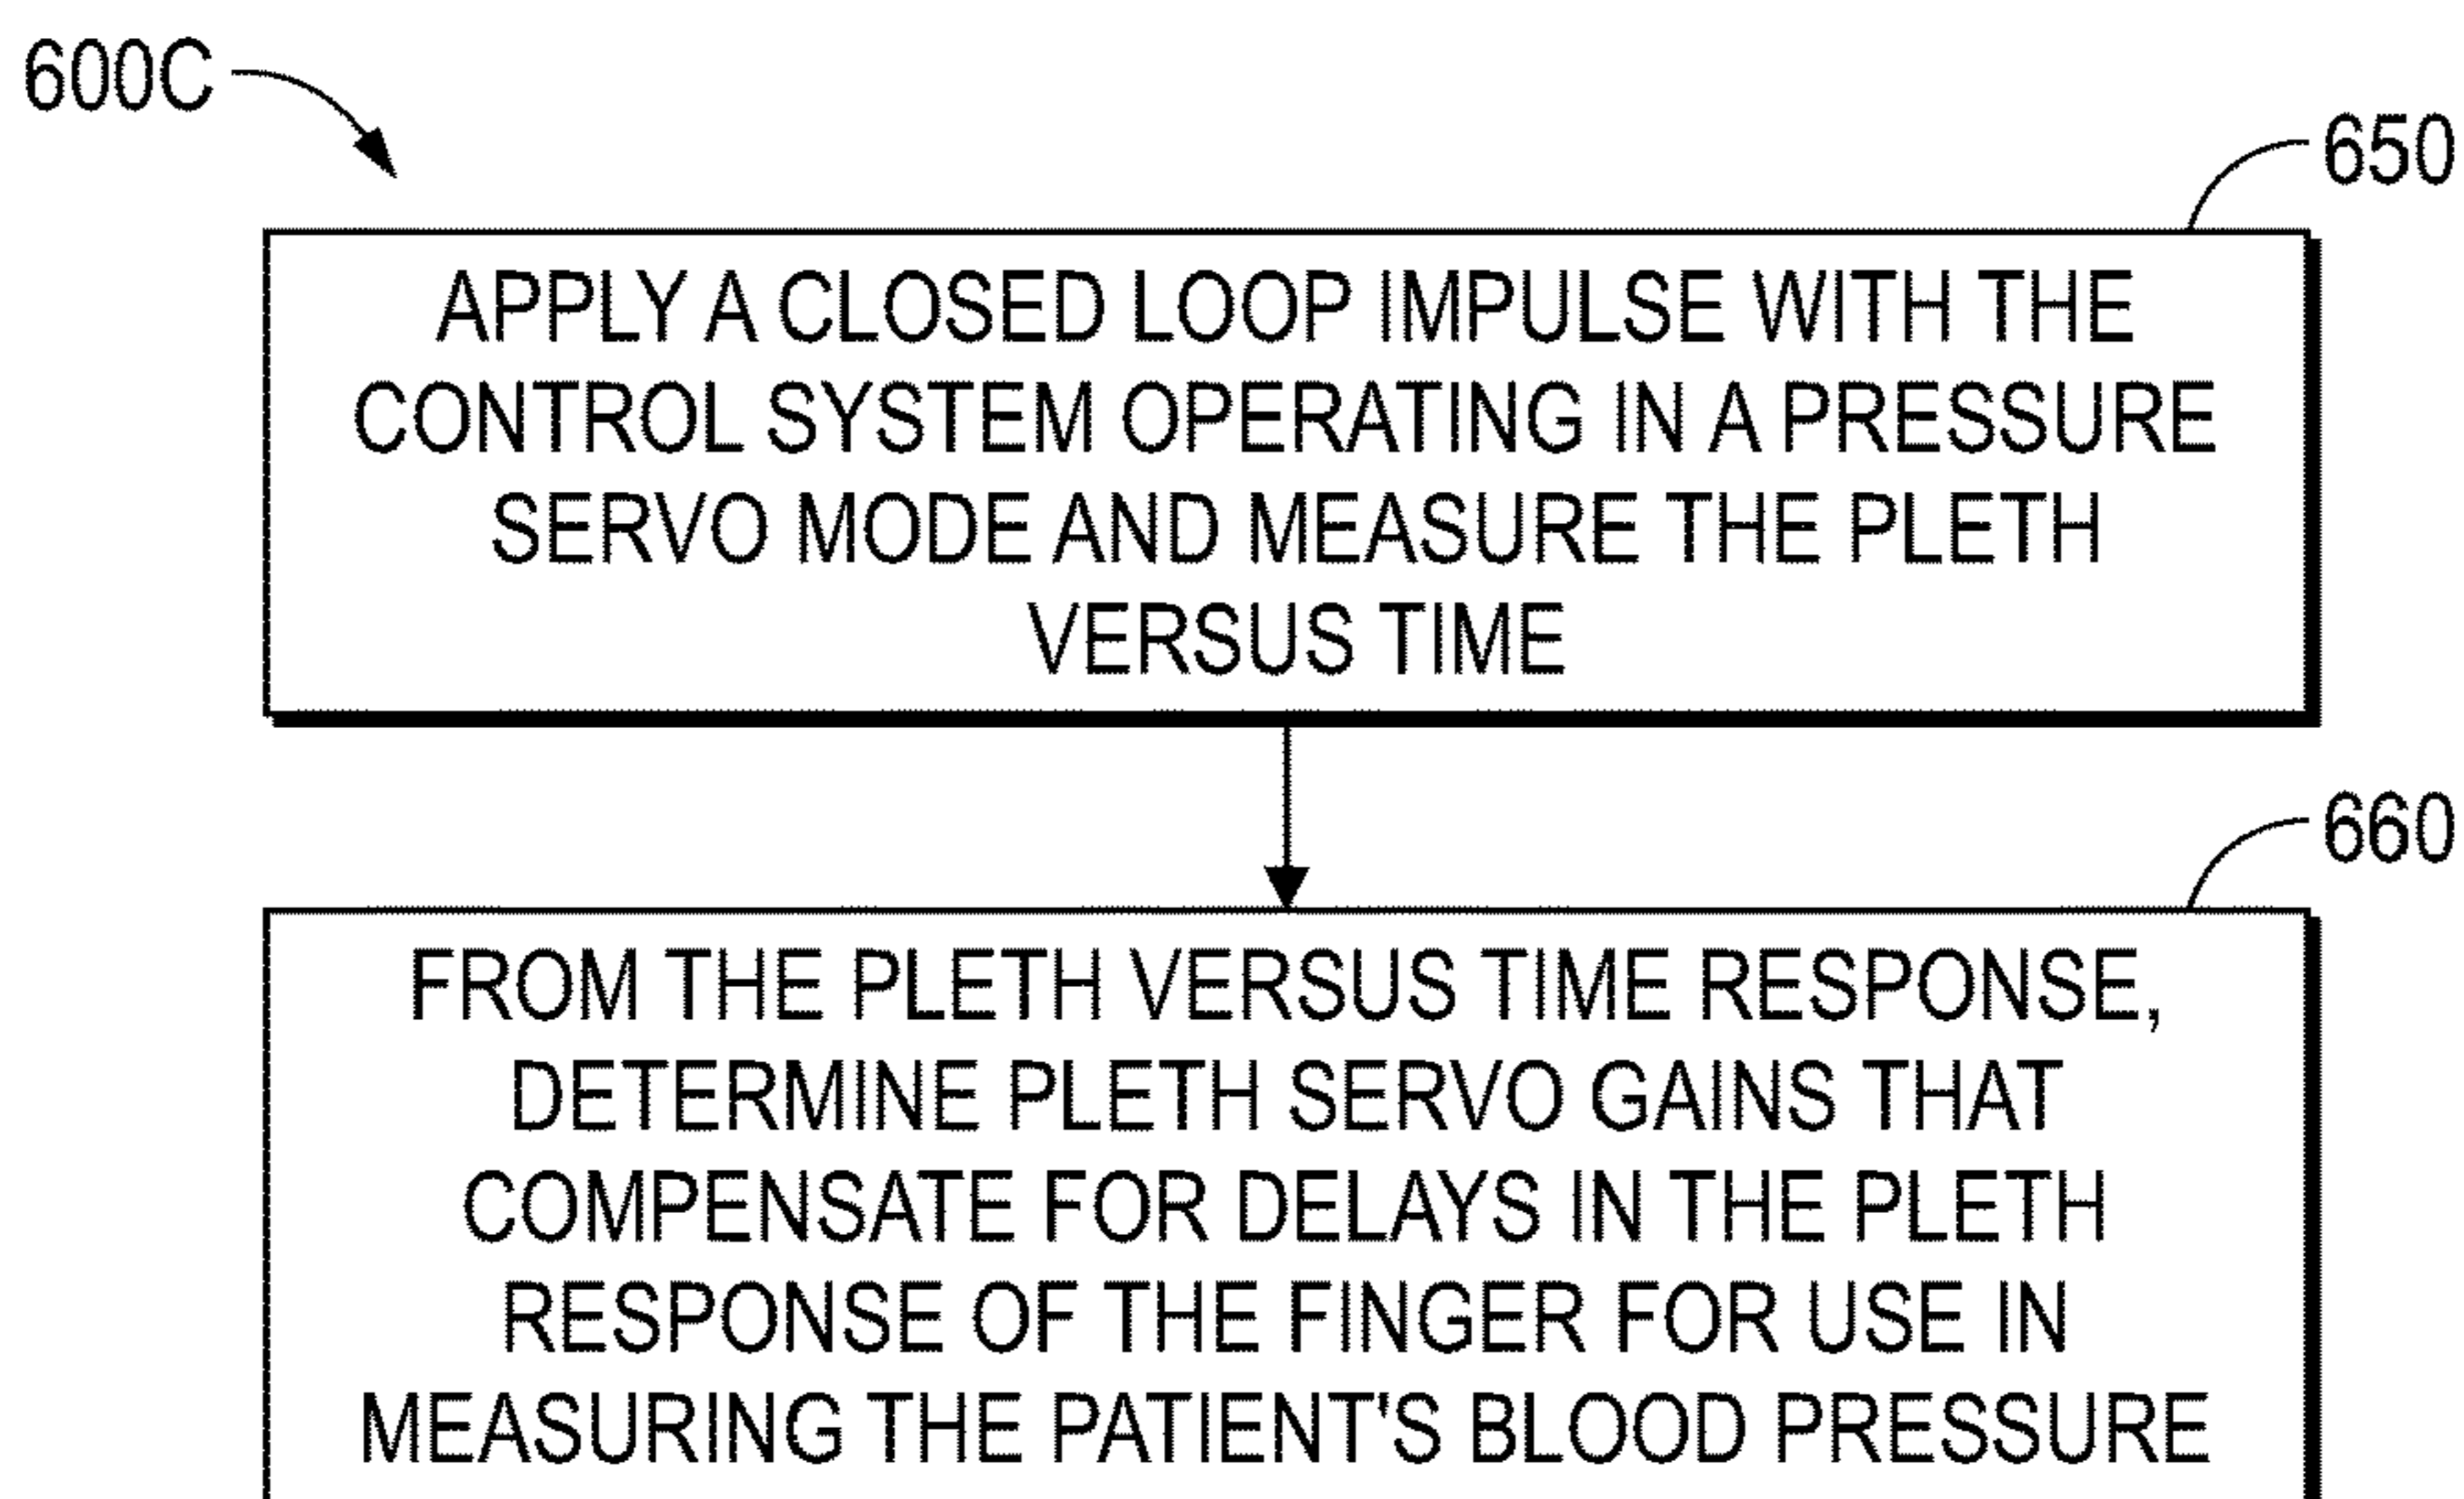 600C
650
APPLY A CLOSED LOOP IMPULSE WITH THE
CONTROL SYSTEM OPERATING IN A PRESSURE
SERVO MODE AND MEASURE THE PLETH
VERSUS TIME
660
FROM THE PLETH VERSUS TIME RESPONSE,
DETERMINE PLETH SERVO GAINS THAT
COMPENSATE FOR DELAYS IN THE PLETH
RESPONSE OF THE FINGER FOR USE IN
MEASURING THE PATIENT'S BLOOD PRESSURE